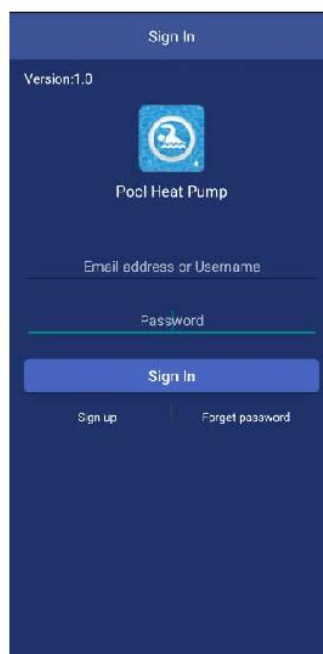 Sign In
Version:1.0
Pool Heat Pump
Email address or Username
Password
Sign In
Sign up
Forget password